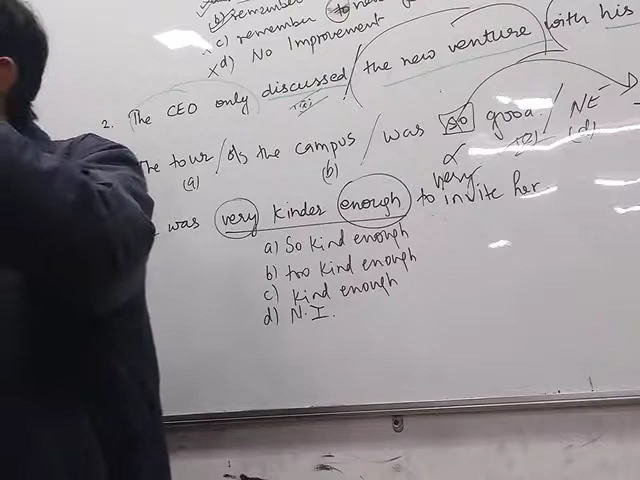 (b) remember
c) remember to
d) No Improvement
2. The CEO only discussed / the new venture / with his
The tour / of the campus / was so good / NE
(a) (b) (c) (d)
very
was very kinder enough to invite her
a) So kind enough
b) too kind enough
c) kind enough
d) N.I.